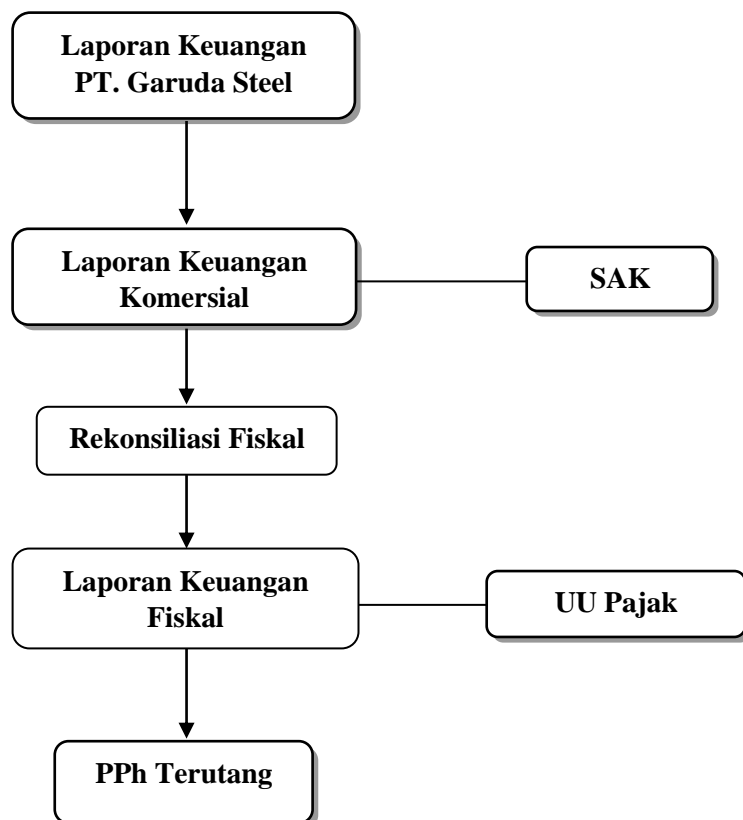 Laporan Keuangan
PT. Garuda Steel
Laporan Keuangan
Komersial
SAK
Rekonsiliasi Fiskal
Laporan Keuangan
Fiskal
UU Pajak
PPh Terutang